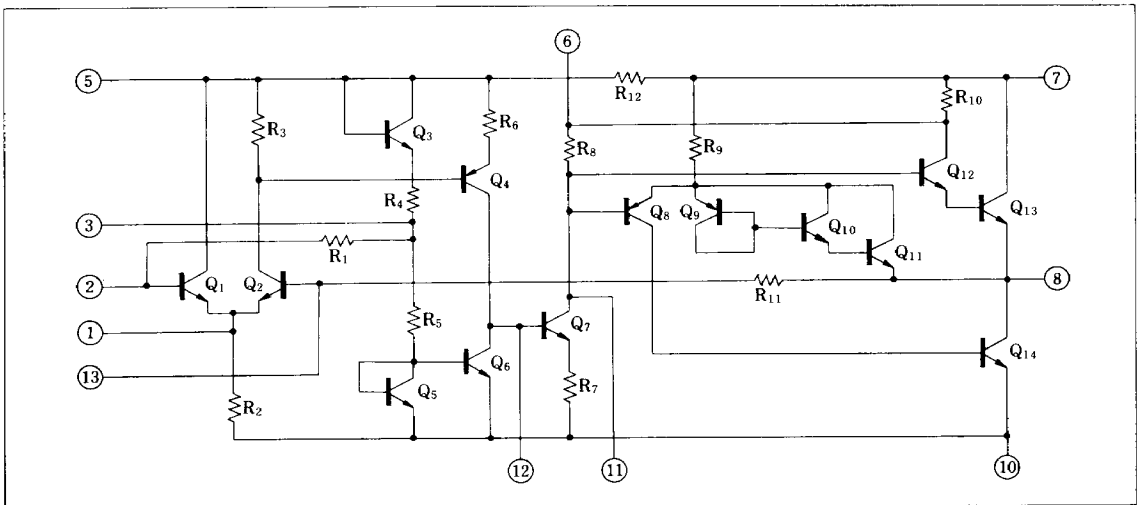 ⑥
⑤
⑦
R₁₂
R₁₀
R₃
Q₃
R₆
R₈
R₉
Q₄
Q₁₂
R₄
Q₈
Q₉
Q₁₀
Q₁₃
③
R₁
Q₁₁
②
Q₁
Q₂
R₁₁
⑧
①
R₅
Q₇
Q₆
Q₁₄
⑬
Q₅
R₇
R₂
⑫
⑪
⑩